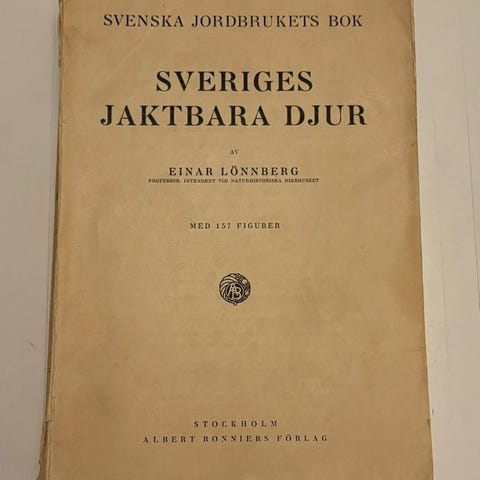 SVENSKA JORDBRUKETS BOK
SVERIGES
JAKTBARA DJUR
AV
EINAR LÖNNBERG
PROFESSOR, INTENDENT VID NATURHISTORISKA RIKSMUSEET
MED 157 FIGURER
AB
STOCKHOLM
ALBERT BONNIERS FÖRLAG